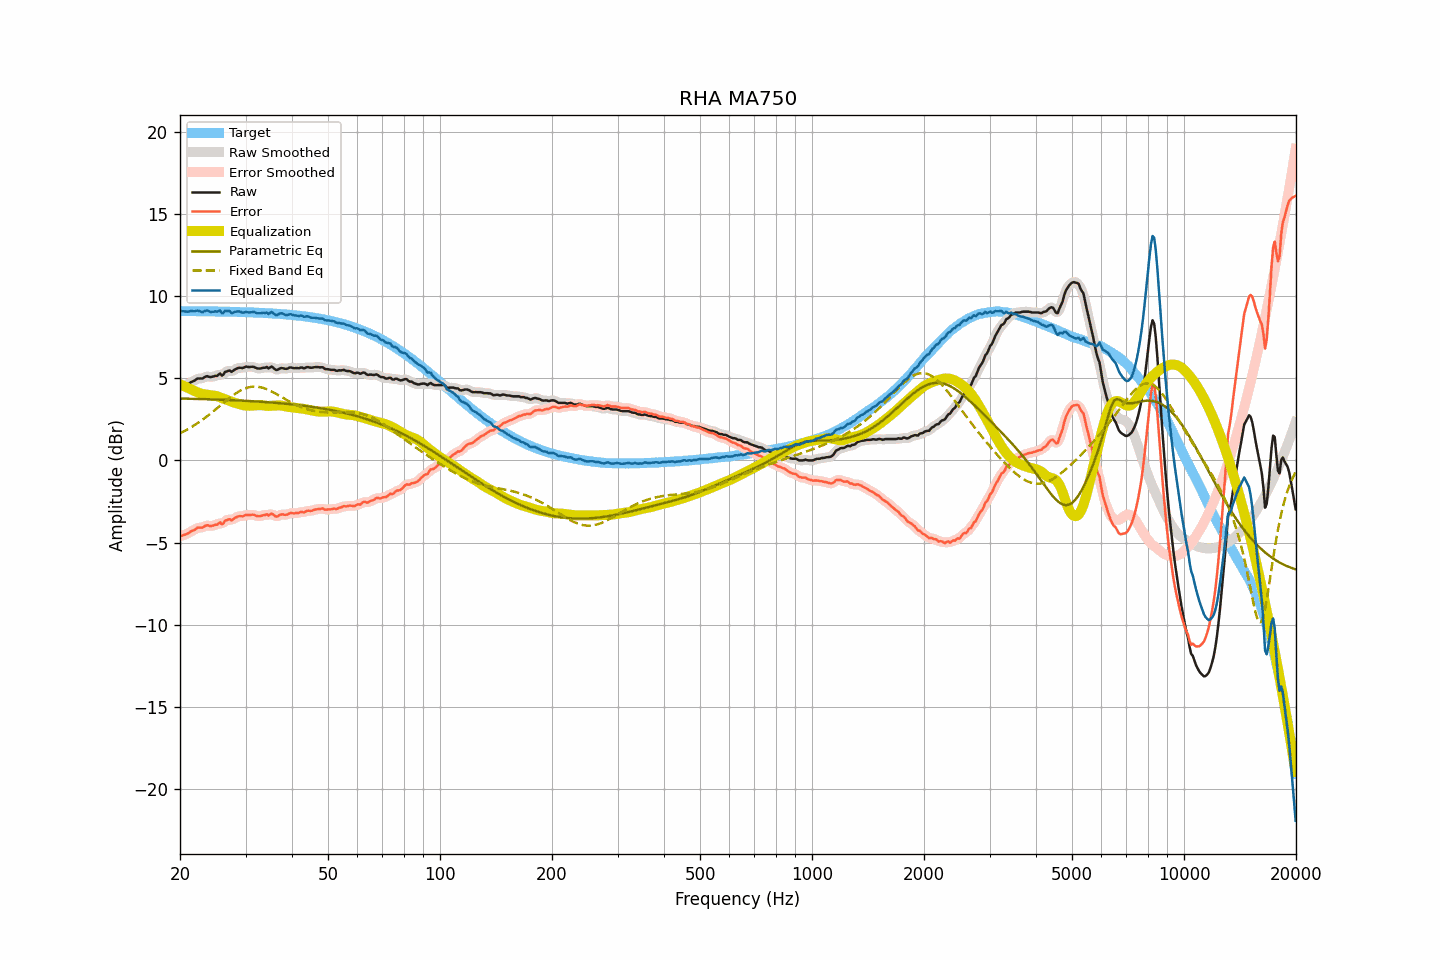 RHA MA750
Target
Raw Smoothed
Error Smoothed
Raw
Error
Equalization
Parametric Eq
Fixed Band Eq
Equalized
20
15
10
5
0
−5
−10
−15
−20
Amplitude (dBr)
20 50 100 200 500 1000 2000 5000 10000 20000
Frequency (Hz)